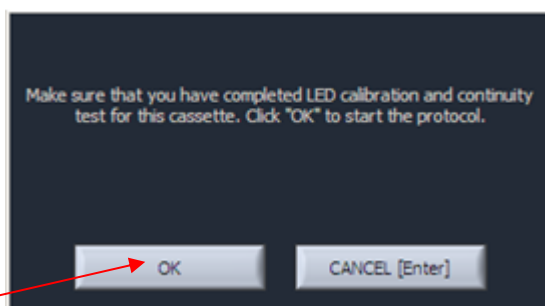 Make sure that you have completed LED calibration and continuity
test for this cassette. Click "OK" to start the protocol.
OK
CANCEL [Enter]